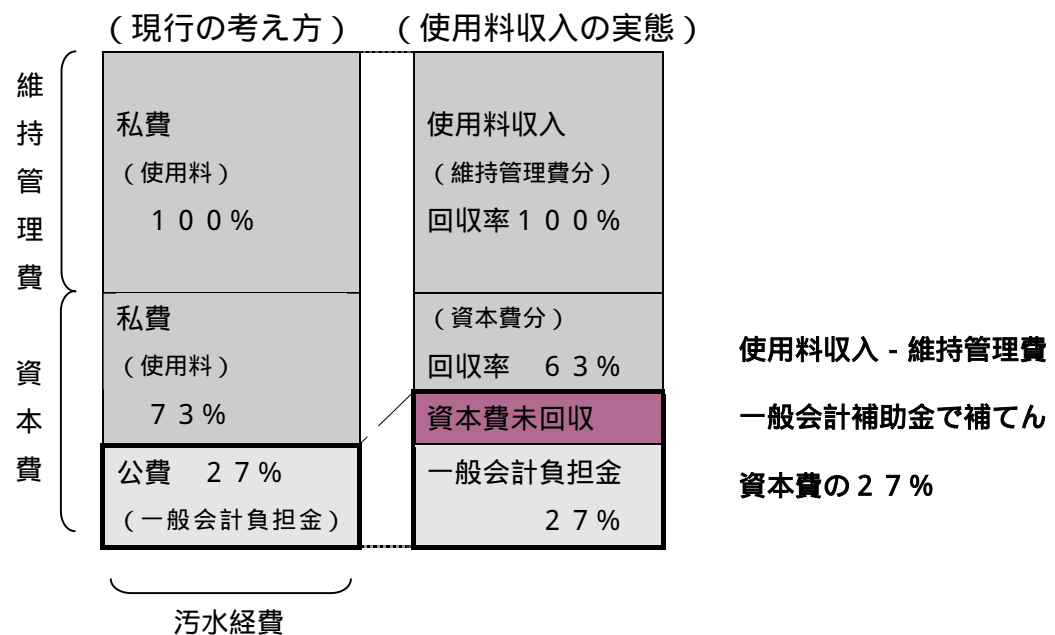 （現行の考え方）
（使用料収入の実態）
維持管理費
私費
（使用料）
１００%
使用料収入
（維持管理費分）
回収率１００%
資本費
私費
（使用料）
７３%
（資本費分）
回収率　６３%
資本費未回収
公費　２７%
（一般会計負担金）
一般会計負担金
２７%
使用料収入 - 維持管理費
一般会計補助金で補てん
資本費の２７%
汚水経費